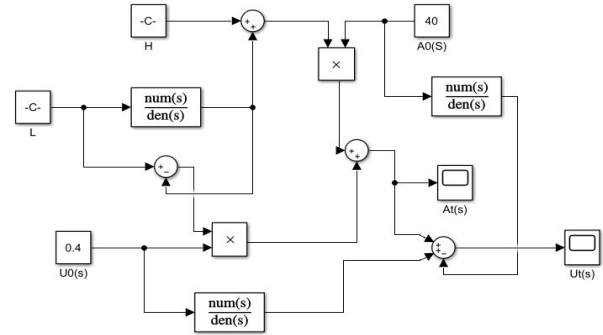 -C-
H
+
+
40
A0(S)
×
-C-
L
num(s)
den(s)
num(s)
den(s)
+
−
+
+
At(s)
0.4
U0(s)
×
+
+
−
Ut(s)
num(s)
den(s)